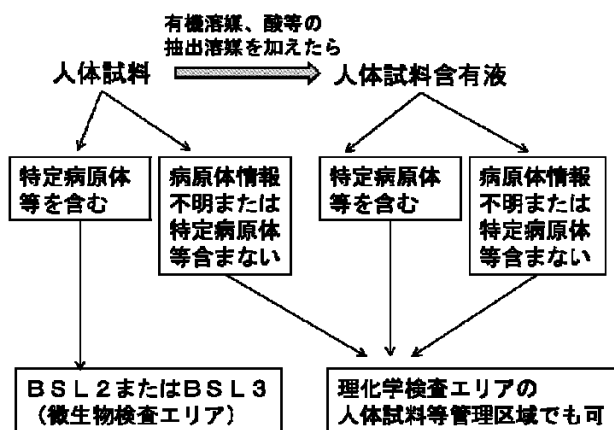 有機溶媒、酸等の
抽出溶媒を加えたら
人体試料
人体試料含有液
特定病原体
等を含む
病原体情報
不明または
特定病原体
等含まない
特定病原体
等を含む
病原体情報
不明または
特定病原体
等含まない
ＢＳＬ２またはＢＳＬ３
（微生物検査エリア）
理化学検査エリアの
人体試料等管理区域でも可